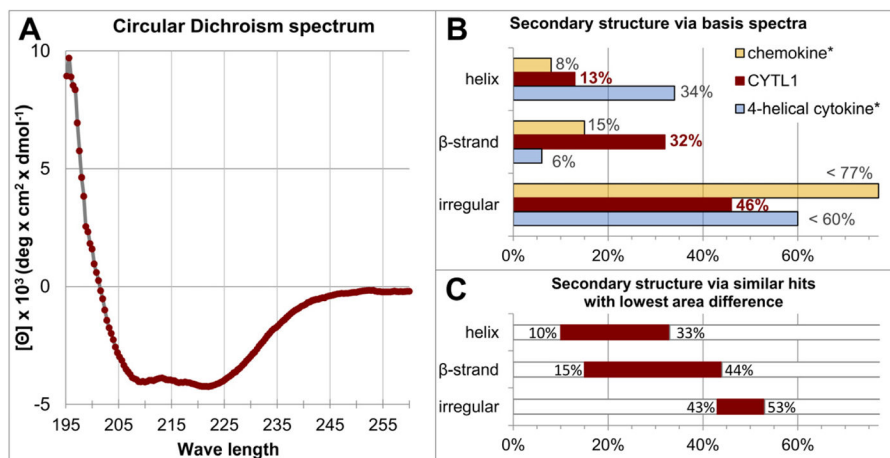 A
Circular Dichroism spectrum
[Θ] x 10³ (deg x cm² x dmol⁻¹)
10
5
0
-5
195 205 215 225 235 245 255
Wave length
B
Secondary structure via basis spectra
chemokine*
CYTL1
4-helical cytokine*
helix
8%
13%
34%
β-strand
15%
32%
6%
irregular
< 77%
46%
< 60%
0% 20% 40% 60%
C
Secondary structure via similar hits
with lowest area difference
helix
10% 33%
β-strand
15% 44%
irregular
43% 53%
0% 20% 40% 60%